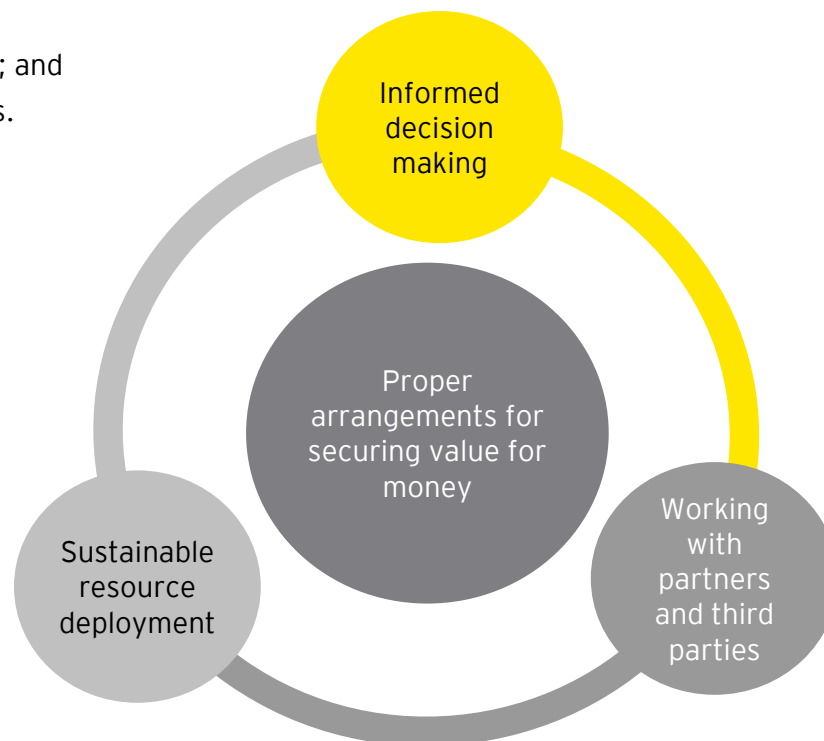 ; and
s.
Informed
decision
making
Proper
arrangements for
securing value for
money
Sustainable
resource
deployment
Working
with
partners
and third
parties